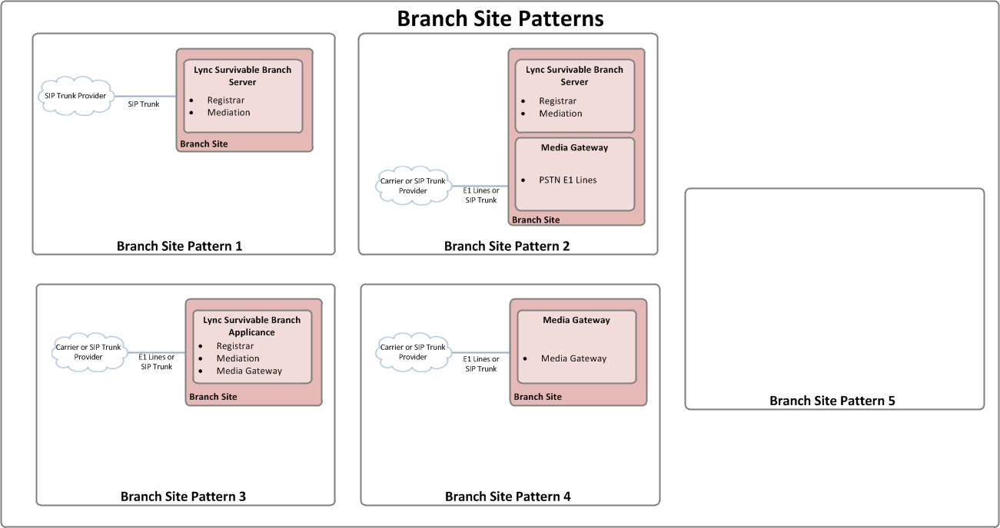 Branch Site Patterns
SIP Trunk Provider
SIP Trunk
Lync Survivable Branch
Server
• Registrar
• Mediation
Branch Site
Branch Site Pattern 1
Lync Survivable Branch
Server
• Registrar
• Mediation
Media Gateway
• PSTN E1 Lines
Carrier or SIP Trunk
Provider
E1 Lines or
SIP Trunk
Branch Site
Branch Site Pattern 2
Carrier or SIP Trunk
Provider
E1 Lines or
SIP Trunk
Lync Survivable Branch
Applicance
• Registrar
• Mediation
• Media Gateway
Branch Site
Branch Site Pattern 3
Carrier or SIP Trunk
Provider
E1 Lines or
SIP Trunk
Media Gateway
• Media Gateway
Branch Site
Branch Site Pattern 4
Branch Site Pattern 5